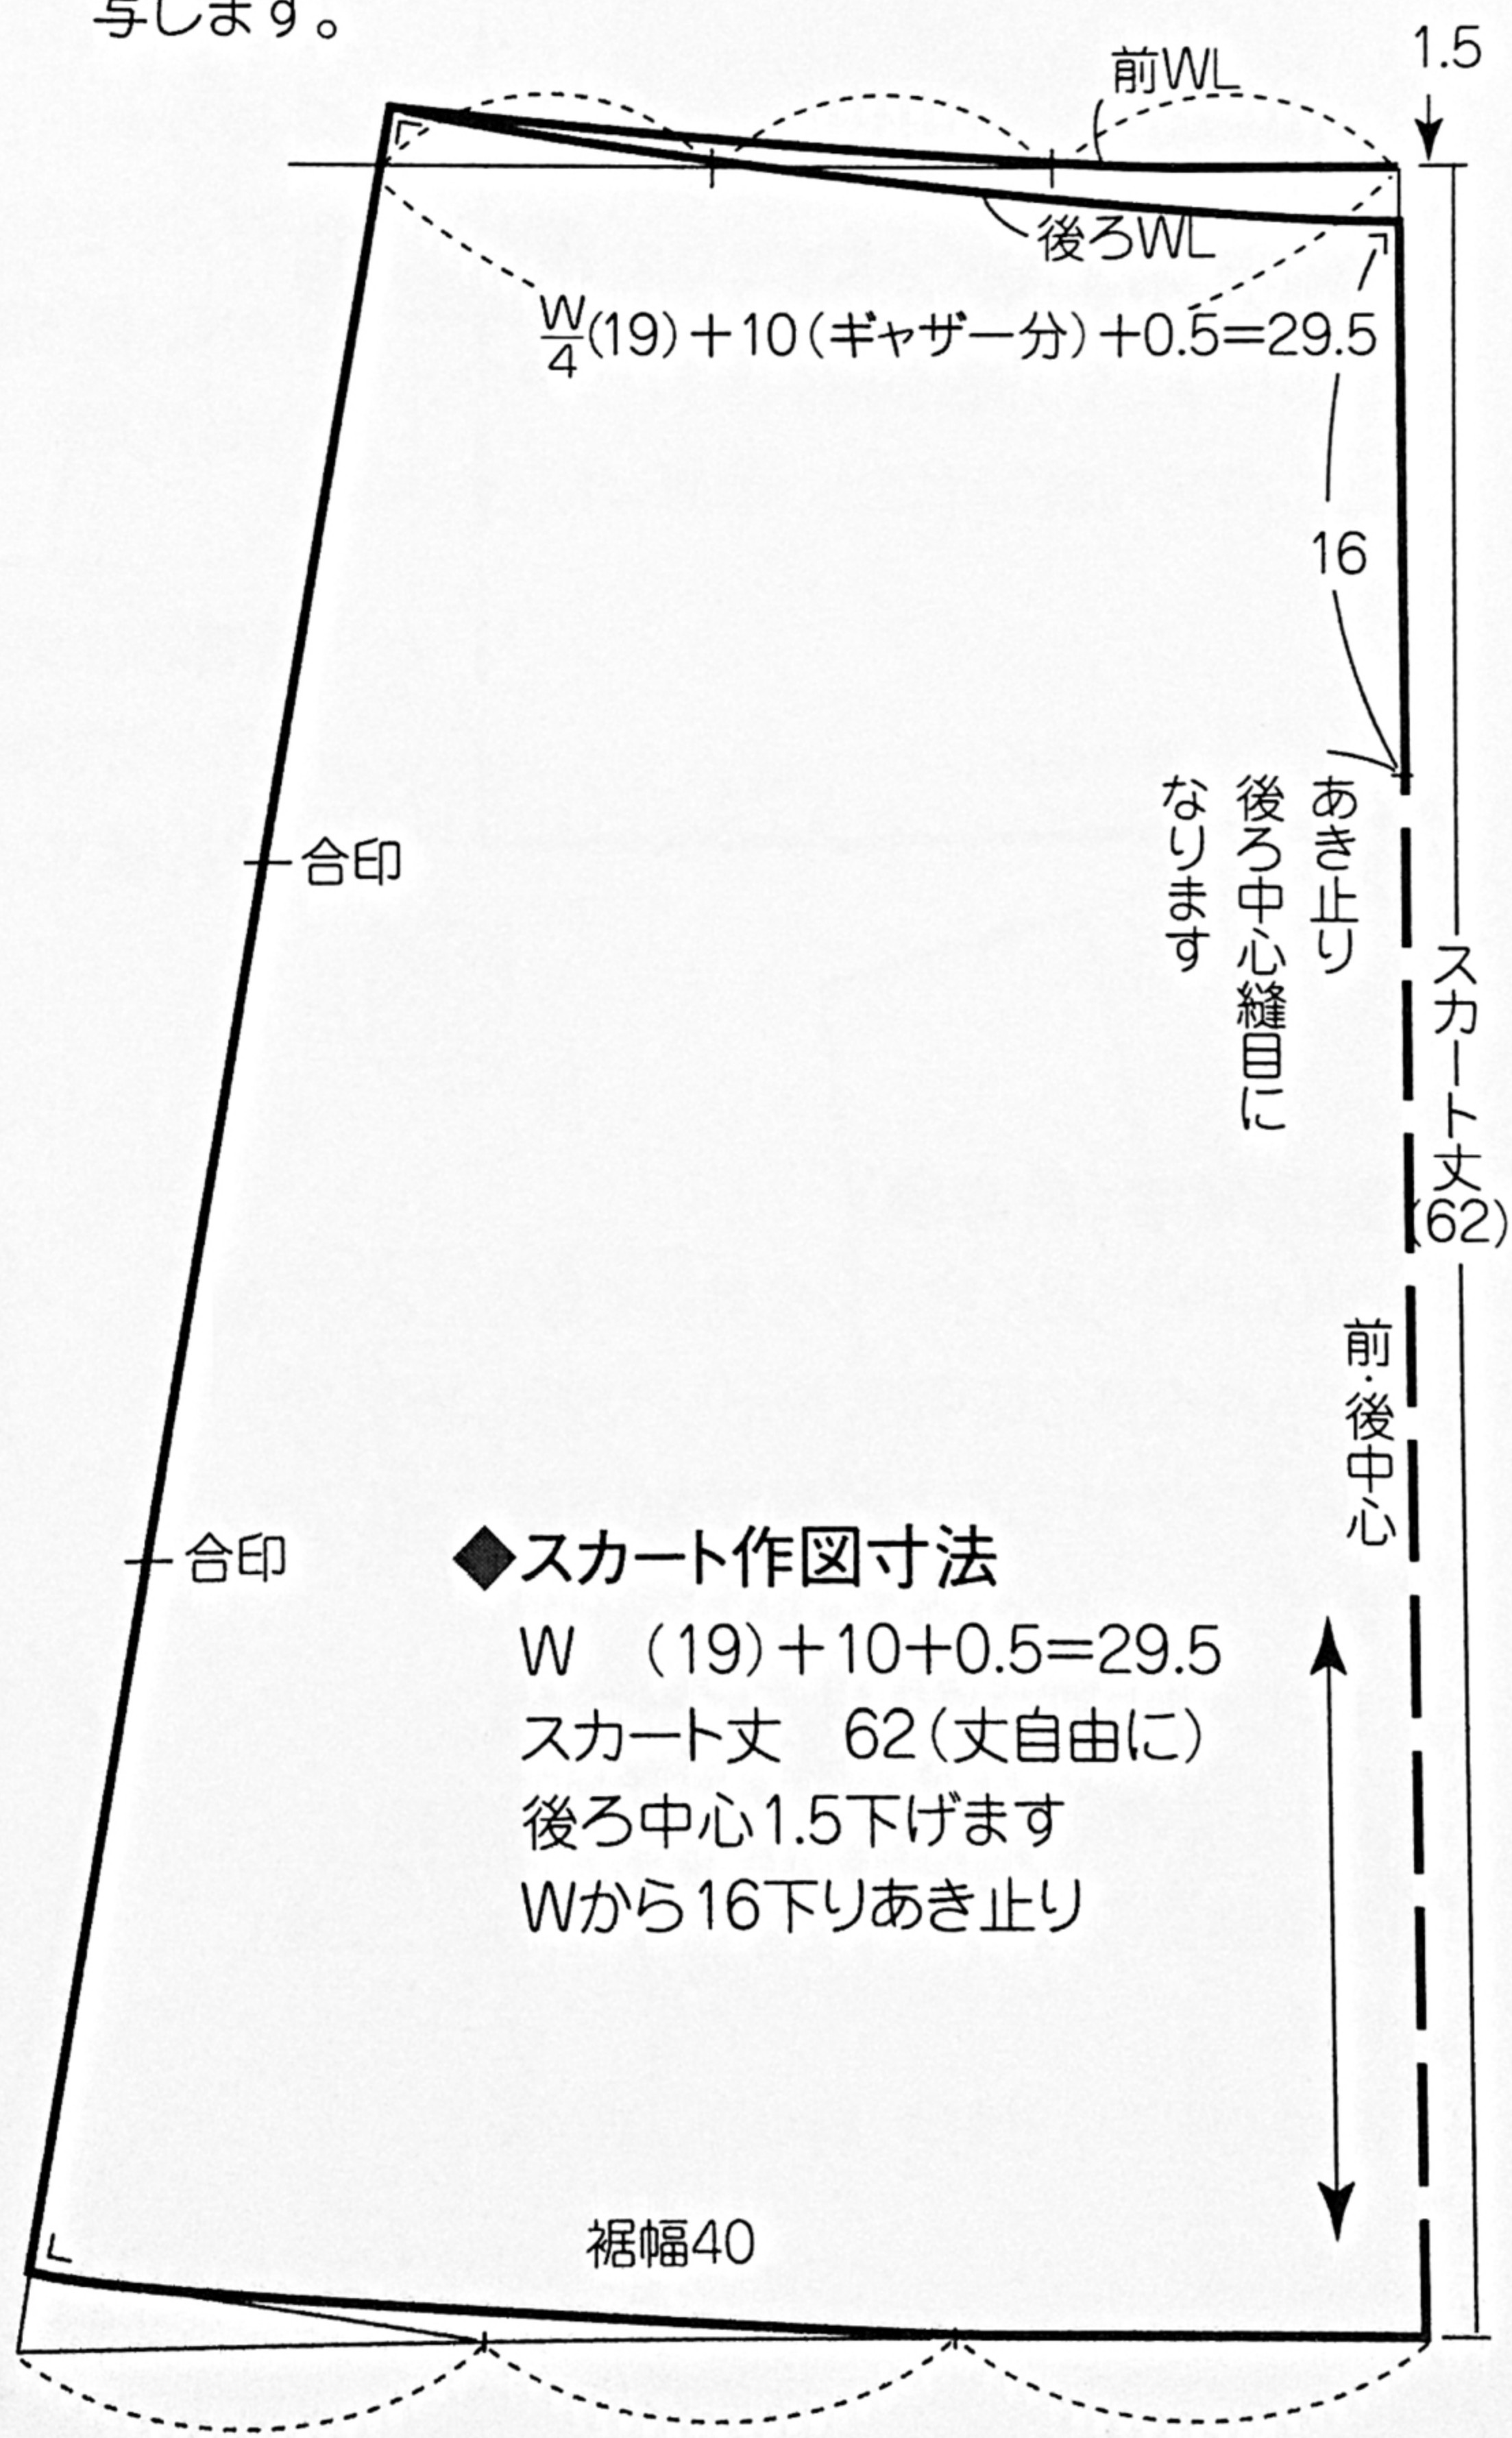 与します。
1.5
前WL
後ろWL
W/4(19)+10(ギャザー分)+0.5=29.5
16
あき止り
後ろ中心縫目に
なります
合印
スカート丈
(62)
前・後中心
合印
◆スカート作図寸法
W (19)+10+0.5=29.5
スカート丈 62(丈自由に)
後ろ中心1.5下げます
Wから16下りあき止り
裾幅40